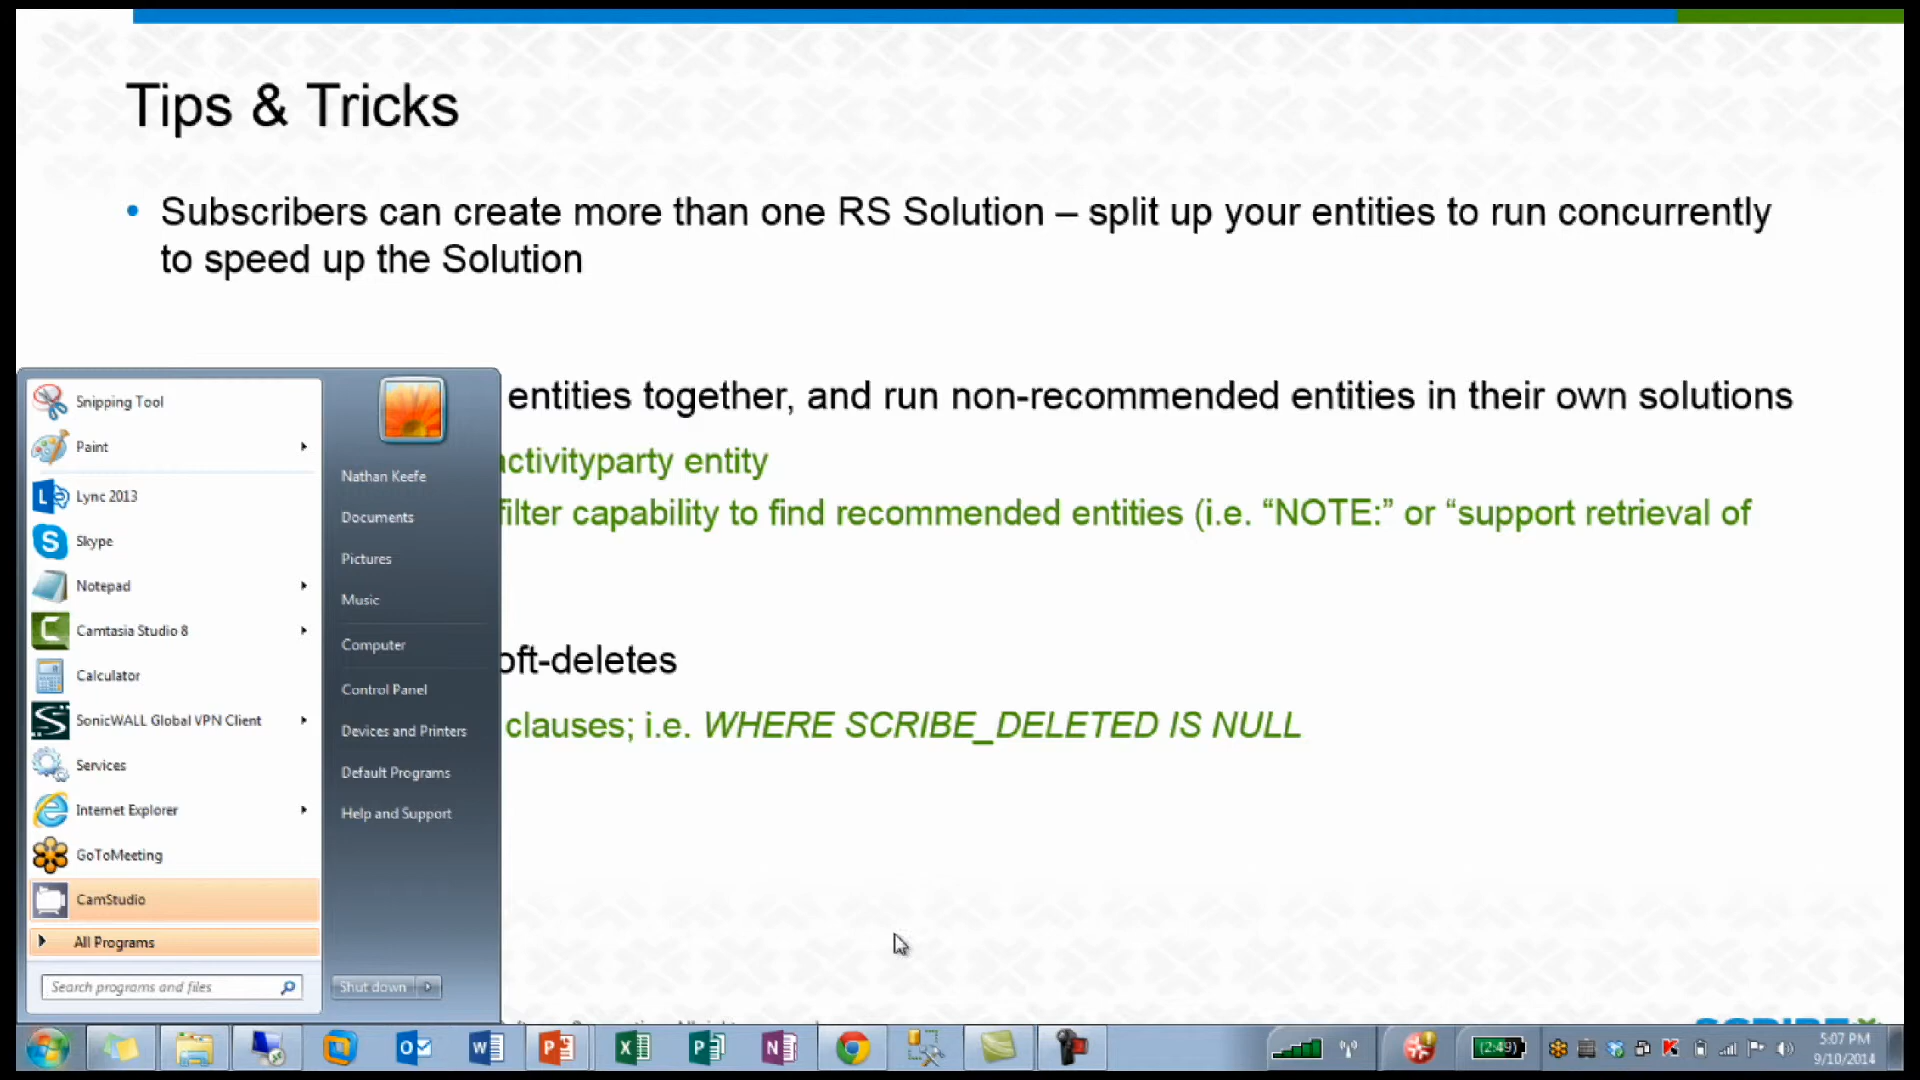 Tips & Tricks
• Subscribers can create more than one RS Solution – split up your entities to run concurrently
to speed up the Solution
entities together, and run non-recommended entities in their own solutions
activityparty entity
filter capability to find recommended entities (i.e. “NOTE:” or “support retrieval of
oft-deletes
clauses; i.e. WHERE SCRIBE_DELETED IS NULL
Snipping Tool
Paint
Lync 2013
Skype
Notepad
Camtasia Studio 8
Calculator
SonicWALL Global VPN Client
Services
Internet Explorer
GoToMeeting
CamStudio
All Programs
Search programs and files
Nathan Keefe
Documents
Pictures
Music
Computer
Control Panel
Devices and Printers
Default Programs
Help and Support
Shut down
(2:49)
5:07 PM
9/10/2014